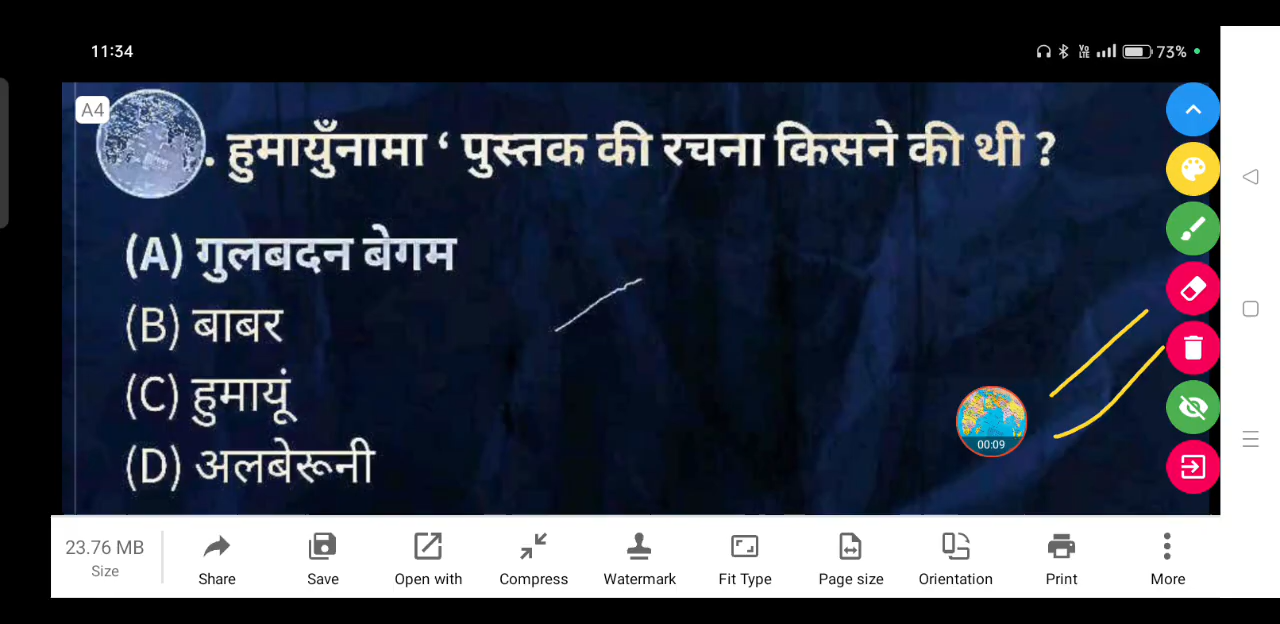 11:34
73%
A4
. हुमायुँनामा ‘ पुस्तक की रचना किसने की थी ?
(A) गुलबदन बेगम
(B) बाबर
(C) हुमायूं
(D) अलबेरूनी
00:09
23.76 MB
Size
Share
Save
Open with
Compress
Watermark
Fit Type
Page size
Orientation
Print
More